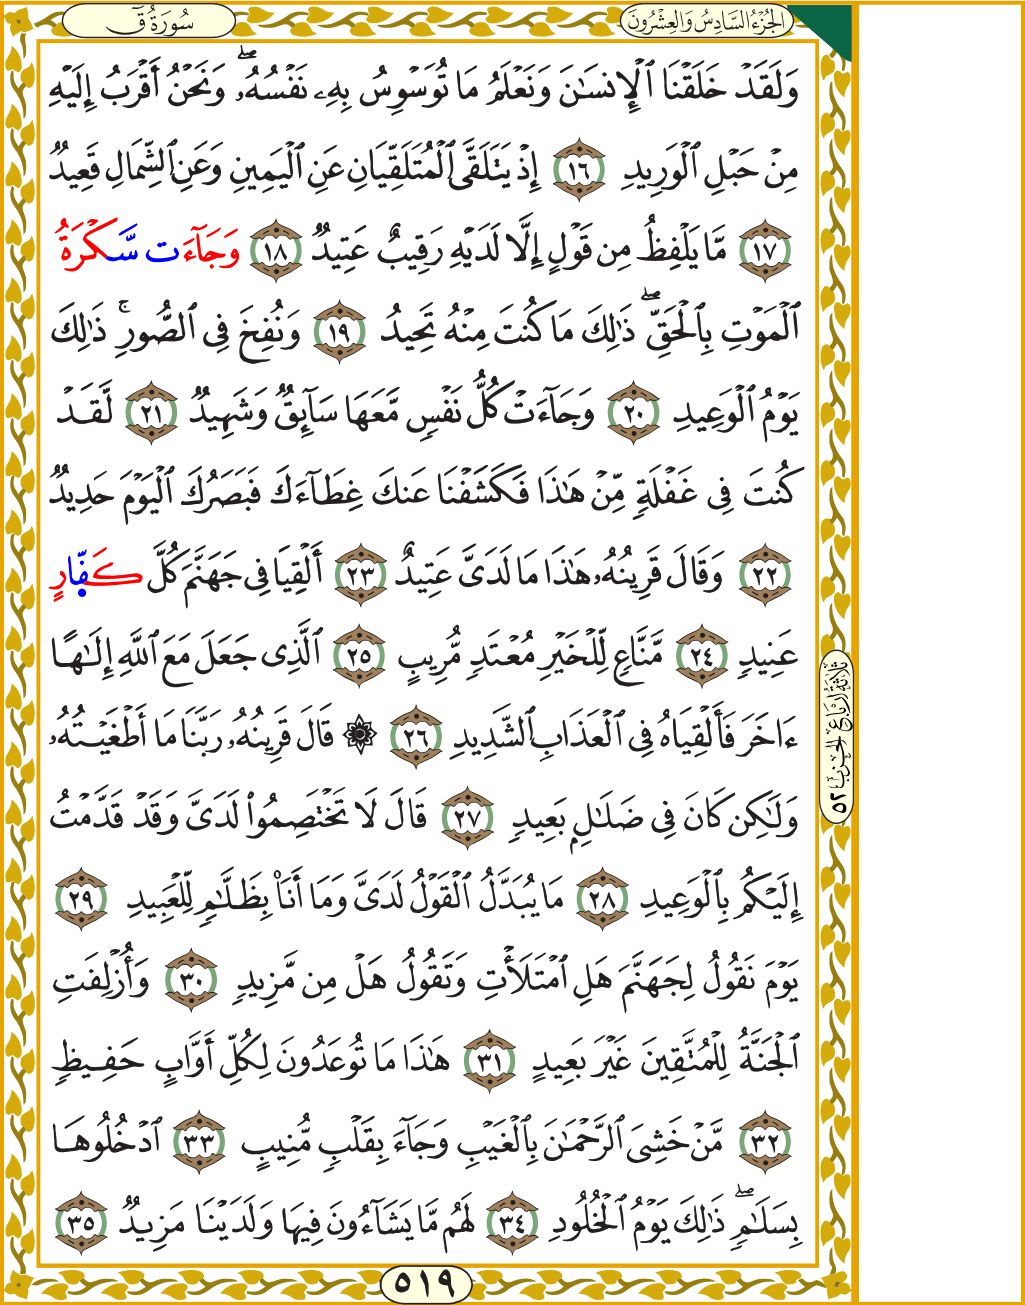 الجُزْءُ السَّادِسُ وَالعِشْرُونَ
سُورَةُ قٓ
وَلَقَدۡ خَلَقۡنَا ٱلۡإِنسَٰنَ وَنَعۡلَمُ مَا تُوَسۡوِسُ بِهِۦ نَفۡسُهُۥۖ وَنَحۡنُ أَقۡرَبُ إِلَيۡهِ
مِنۡ حَبۡلِ ٱلۡوَرِيدِ ١٦ إِذۡ يَتَلَقَّى ٱلۡمُتَلَقِّيَانِ عَنِ ٱلۡيَمِينِ وَعَنِ ٱلشِّمَالِ قَعِيدٞ
١٧ مَّا يَلۡفِظُ مِن قَوۡلٍ إِلَّا لَدَيۡهِ رَقِيبٌ عَتِيدٞ ١٨ وَجَآءَت سَّكۡرَةُ
ٱلۡمَوۡتِ بِٱلۡحَقِّۖ ذَٰلِكَ مَا كُنتَ مِنۡهُ تَحِيدُ ١٩ وَنُفِخَ فِي ٱلصُّورِۚ ذَٰلِكَ
يَوۡمُ ٱلۡوَعِيدِ ٢٠ وَجَآءَتۡ كُلُّ نَفۡسٖ مَّعَهَا سَآئِقٞ وَشَهِيدٞ ٢١ لَّقَدۡ
كُنتَ فِي غَفۡلَةٖ مِّنۡ هَٰذَا فَكَشَفۡنَا عَنكَ غِطَآءَكَ فَبَصَرُكَ ٱلۡيَوۡمَ حَدِيدٞ
٢٢ وَقَالَ قَرِينُهُۥ هَٰذَا مَا لَدَيَّ عَتِيدٌ ٢٣ أَلۡقِيَا فِي جَهَنَّمَ كُلَّ كَفَّارٍ
عَنِيدٖ ٢٤ مَّنَّاعٖ لِّلۡخَيۡرِ مُعۡتَدٖ مُّرِيبٍ ٢٥ ٱلَّذِي جَعَلَ مَعَ ٱللَّهِ إِلَٰهًا
ءَاخَرَ فَأَلۡقِيَاهُ فِي ٱلۡعَذَابِ ٱلشَّدِيدِ ٢٦ ۞ قَالَ قَرِينُهُۥ رَبَّنَا مَآ أَطۡغَيۡتُهُۥ
وَلَٰكِن كَانَ فِي ضَلَٰلِۭ بَعِيدٖ ٢٧ قَالَ لَا تَخۡتَصِمُواْ لَدَيَّ وَقَدۡ قَدَّمۡتُ
إِلَيۡكُم بِٱلۡوَعِيدِ ٢٨ مَا يُبَدَّلُ ٱلۡقَوۡلُ لَدَيَّ وَمَآ أَنَا۠ بِظَلَّٰمٖ لِّلۡعَبِيدِ ٢٩
يَوۡمَ نَقُولُ لِجَهَنَّمَ هَلِ ٱمۡتَلَأۡتِ وَتَقُولُ هَلۡ مِن مَّزِيدٖ ٣٠ وَأُزۡلِفَتِ
ٱلۡجَنَّةُ لِلۡمُتَّقِينَ غَيۡرَ بَعِيدٍ ٣١ هَٰذَا مَا تُوعَدُونَ لِكُلِّ أَوَّابٍ حَفِيظٖ
٣٢ مَّنۡ خَشِيَ ٱلرَّحۡمَٰنَ بِٱلۡغَيۡبِ وَجَآءَ بِقَلۡبٖ مُّنِيبٍ ٣٣ ٱدۡخُلُوهَا
بِسَلَٰمٖۖ ذَٰلِكَ يَوۡمُ ٱلۡخُلُودِ ٣٤ لَهُم مَّا يَشَآءُونَ فِيهَا وَلَدَيۡنَا مَزِيدٞ ٣٥
ثَلَاثَةُ أَرْبَاعِ الحِزْبِ ٥٢
٥١٩